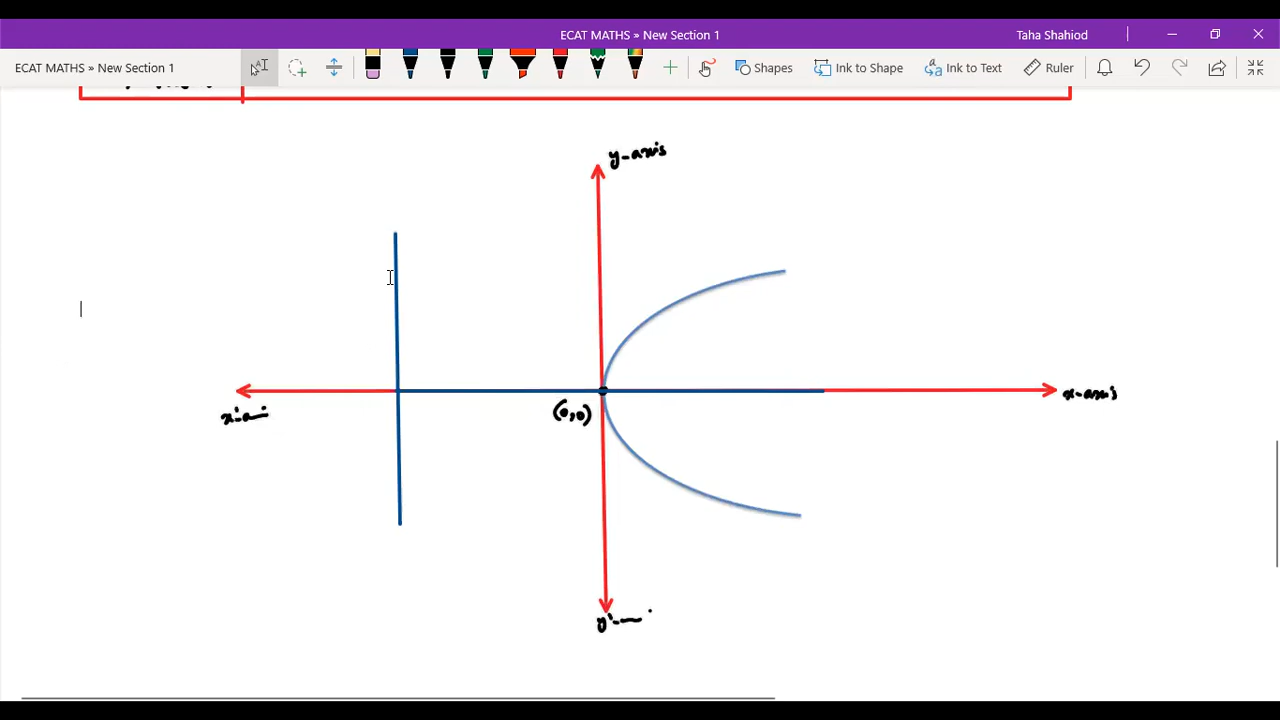 ECAT MATHS » New Section 1
Taha Shahiod
ECAT MATHS » New Section 1
Shapes
Ink to Shape
Ink to Text
Ruler
y-axis
(0,0)
x-axis